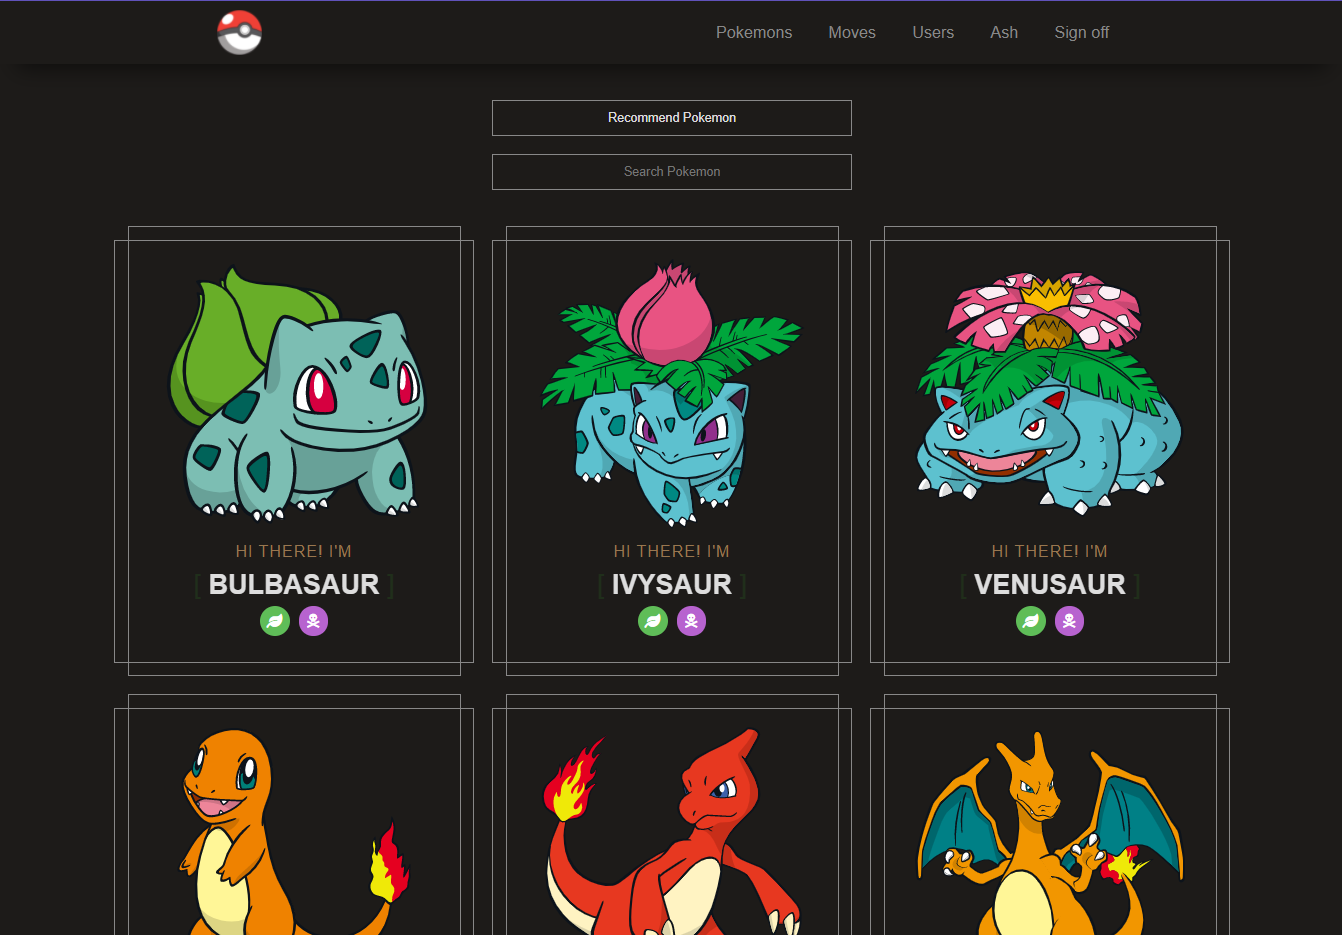 Pokemons Moves Users Ash Sign off
Recommend Pokemon
Search Pokemon
HI THERE! I'M
[ BULBASAUR ]
HI THERE! I'M
[ IVYSAUR ]
HI THERE! I'M
[ VENUSAUR ]